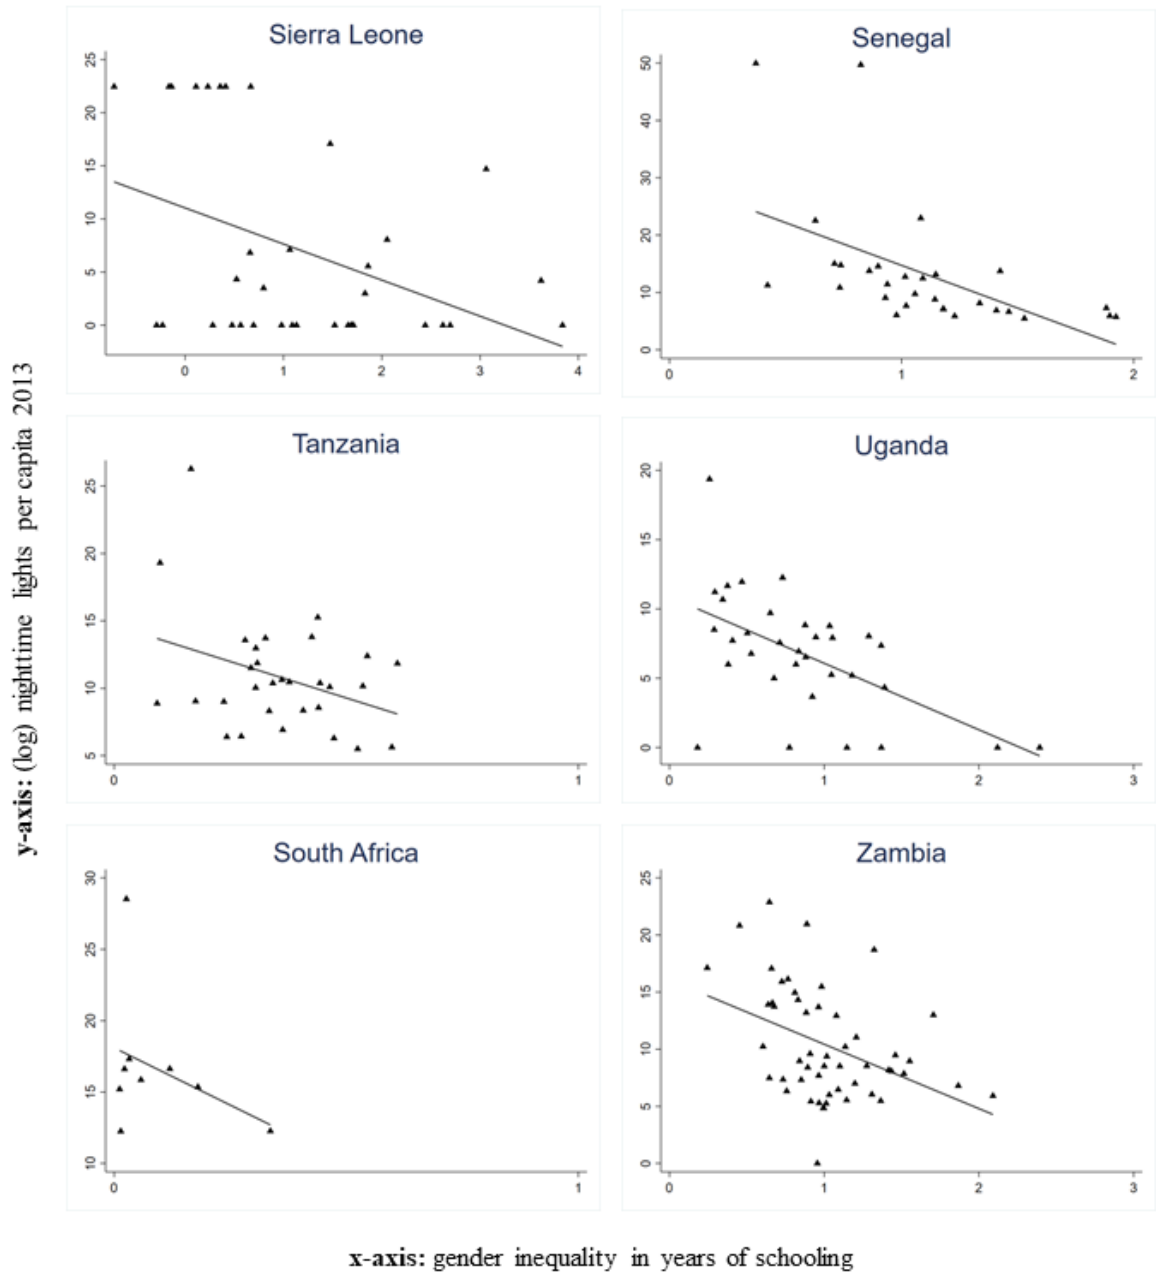 Sierra Leone
25
20
15
10
5
0
0 1 2 3 4
Senegal
50
40
30
20
10
0
0 1 2
Tanzania
25
20
15
10
5
0 1
Uganda
20
15
10
5
0
0 1 2 3
South Africa
30
25
20
15
10
0 1
Zambia
25
20
15
10
5
0
0 1 2 3
y-axis: (log) nighttime lights per capita 2013
x-axis: gender inequality in years of schooling